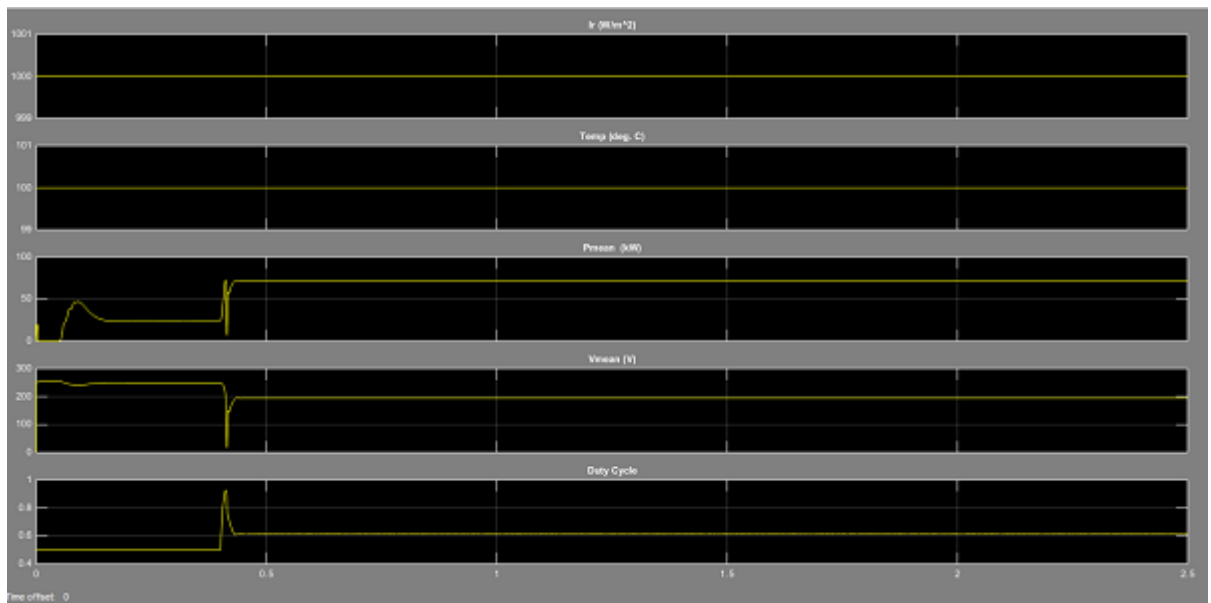 Ir (W/m^2)
1001
1000
999
Temp (deg. C)
101
100
99
Pmean (kW)
100
50
0
Vmean (V)
300
200
100
0
Duty Cycle
1
0.8
0.6
0.4
0 0.5 1 1.5 2 2.5
Time offset: 0